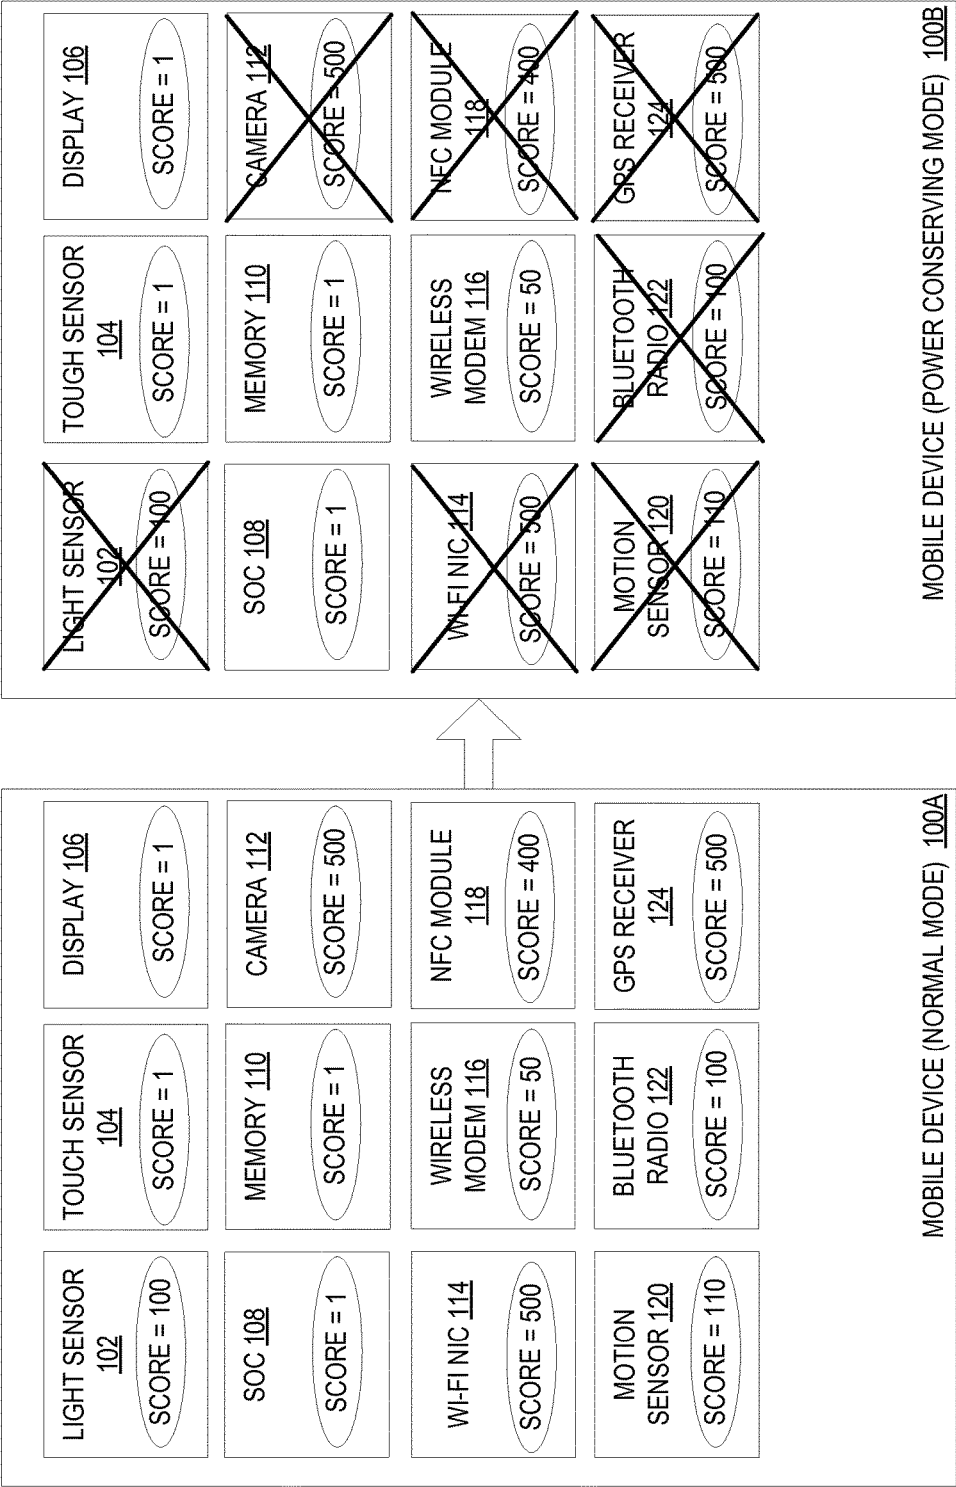 LIGHT SENSOR
102
SCORE = 100
TOUCH SENSOR
104
SCORE = 1
DISPLAY 106
SCORE = 1
SOC 108
SCORE = 1
MEMORY 110
SCORE = 1
CAMERA 112
SCORE = 500
WI-FI NIC 114
SCORE = 500
WIRELESS
MODEM 116
SCORE = 50
NFC MODULE
118
SCORE = 400
MOTION
SENSOR 120
SCORE = 110
BLUETOOTH
RADIO 122
SCORE = 100
GPS RECEIVER
124
SCORE = 500
MOBILE DEVICE (NORMAL MODE) 100A
LIGHT SENSOR
102
SCORE = 100
TOUGH SENSOR
104
SCORE = 1
DISPLAY 106
SCORE = 1
SOC 108
SCORE = 1
MEMORY 110
SCORE = 1
CAMERA 112
SCORE = 500
WI-FI NIC 114
SCORE = 500
WIRELESS
MODEM 116
SCORE = 50
NFC MODULE
118
SCORE = 400
MOTION
SENSOR 120
SCORE = 110
BLUETOOTH
RADIO 122
SCORE = 100
GPS RECEIVER
124
SCORE = 500
MOBILE DEVICE (POWER CONSERVING MODE) 100B